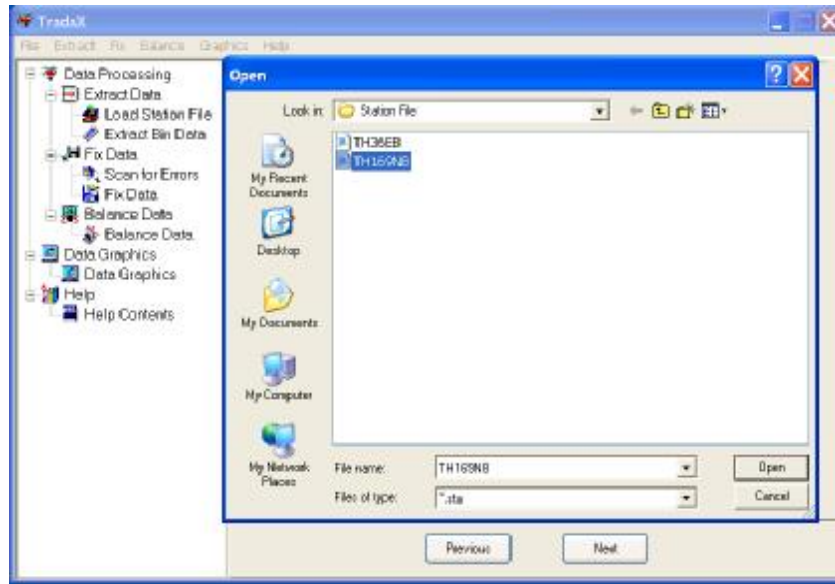 TradaX
File Extract Fix Balance Graphics Help
Data Processing
Extract Data
Load Station File
Extract Bin Data
Fix Data
Scan for Errors
Fix Data
Balance Data
Balance Data
Data Graphics
Data Graphics
Help
Help Contents
Open
Look in: Station File
TH36EB
TH169NB
My Recent
Documents
Desktop
My Documents
My Computer
My Network
Places
File name: TH169NB
Open
Files of type: *.sta
Cancel
Previous
Next